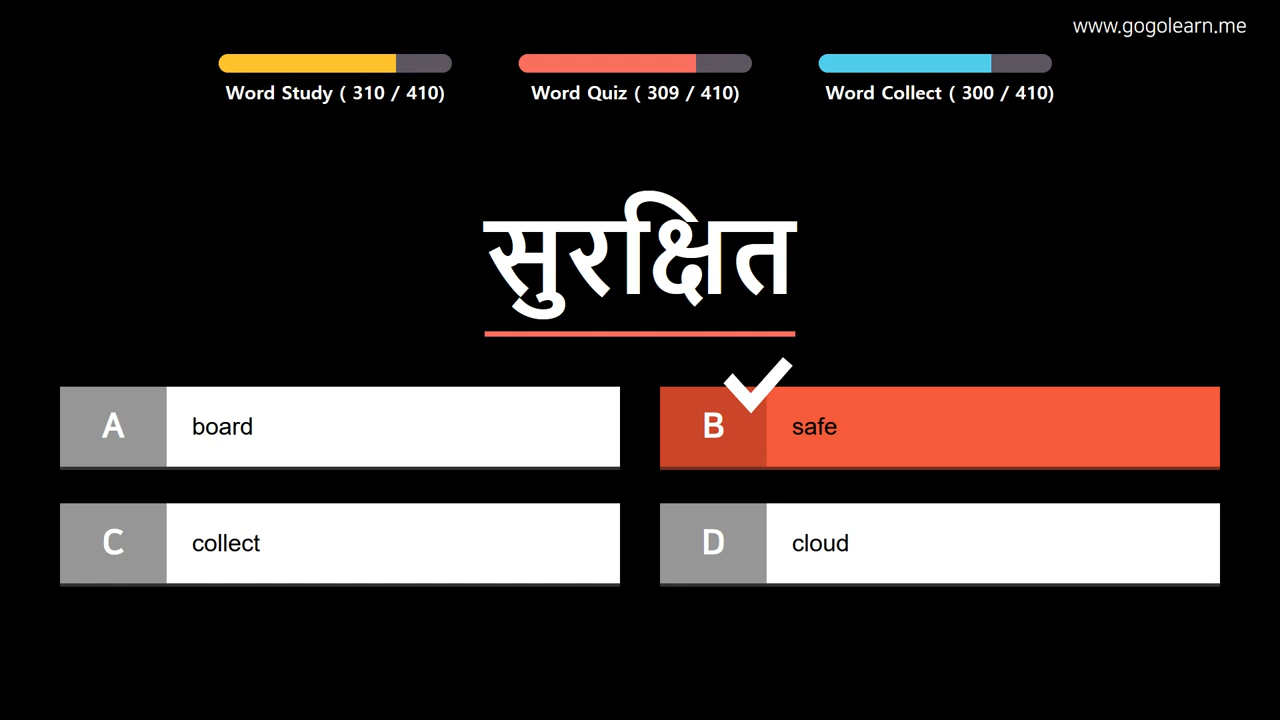 www.gogolearn.me
Word Study ( 310 / 410)
Word Quiz ( 309 / 410)
Word Collect ( 300 / 410)
सुरक्षित
A board
B safe
C collect
D cloud